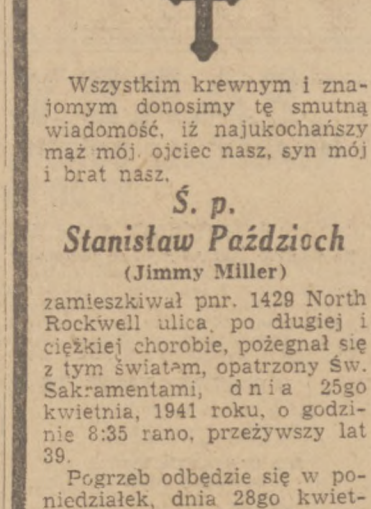 Wszystkim krewnym i zna-
jomym donosimy tę smutną
wiadomość, iż najukochańszy
mąż mój, ojciec nasz, syn mój
i brat nasz,
Ś. p.
Stanisław Paździoch
(Jimmy Miller)
zamieszkiwał pnr. 1429 North
Rockwell ulica, po długiej i
ciężkiej chorobie, pożegnał się
z tym światem, opatrzony Św.
Sakramentami, dnia 25go
kwietnia, 1941 roku, o godzi-
nie 8:35 rano, przeżywszy lat
39.
Pogrzeb odbędzie się w po-
niedziałek, dnia 28go kwiet-